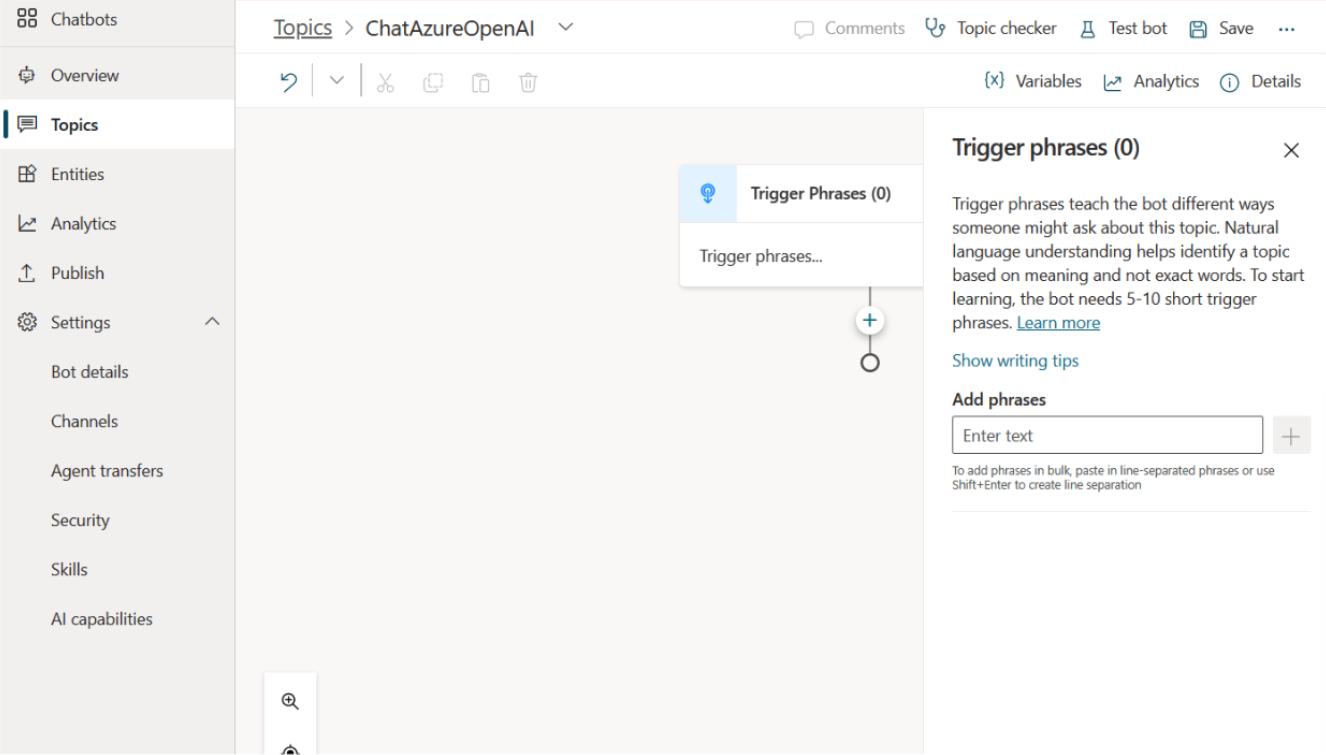 Chatbots
Overview
Topics
Entities
Analytics
Publish
Settings
Bot details
Channels
Agent transfers
Security
Skills
AI capabilities
Topics > ChatAzureOpenAI
Comments
Topic checker
Test bot
Save
...
{x} Variables
Analytics
Details
Trigger Phrases (0)
Trigger phrases...
Trigger phrases (0)
Trigger phrases teach the bot different ways
someone might ask about this topic. Natural
language understanding helps identify a topic
based on meaning and not exact words. To start
learning, the bot needs 5-10 short trigger
phrases. Learn more
Show writing tips
Add phrases
Enter text
To add phrases in bulk, paste in line-separated phrases or use
Shift+Enter to create line separation